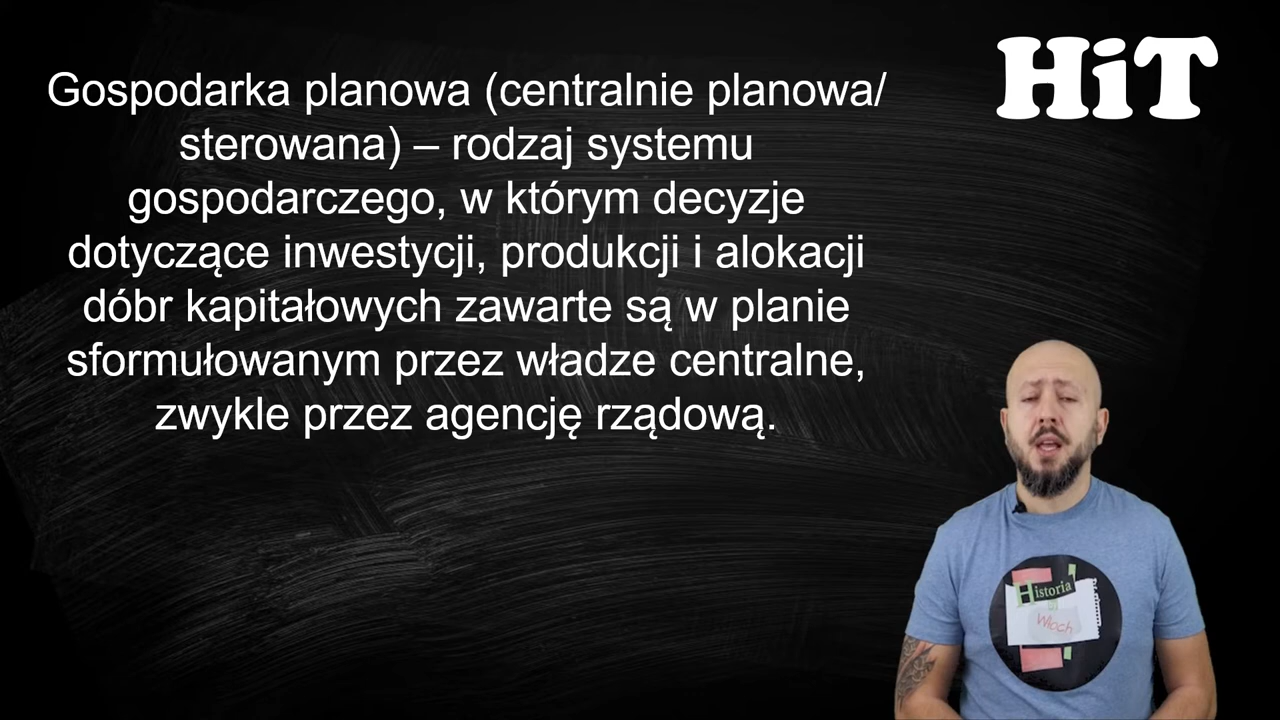 Gospodarka planowa (centralnie planowa/
sterowana) – rodzaj systemu
gospodarczego, w którym decyzje
dotyczące inwestycji, produkcji i alokacji
dóbr kapitałowych zawarte są w planie
sformułowanym przez władze centralne,
zwykle przez agencję rządową.
HiT
Historia
Włoch